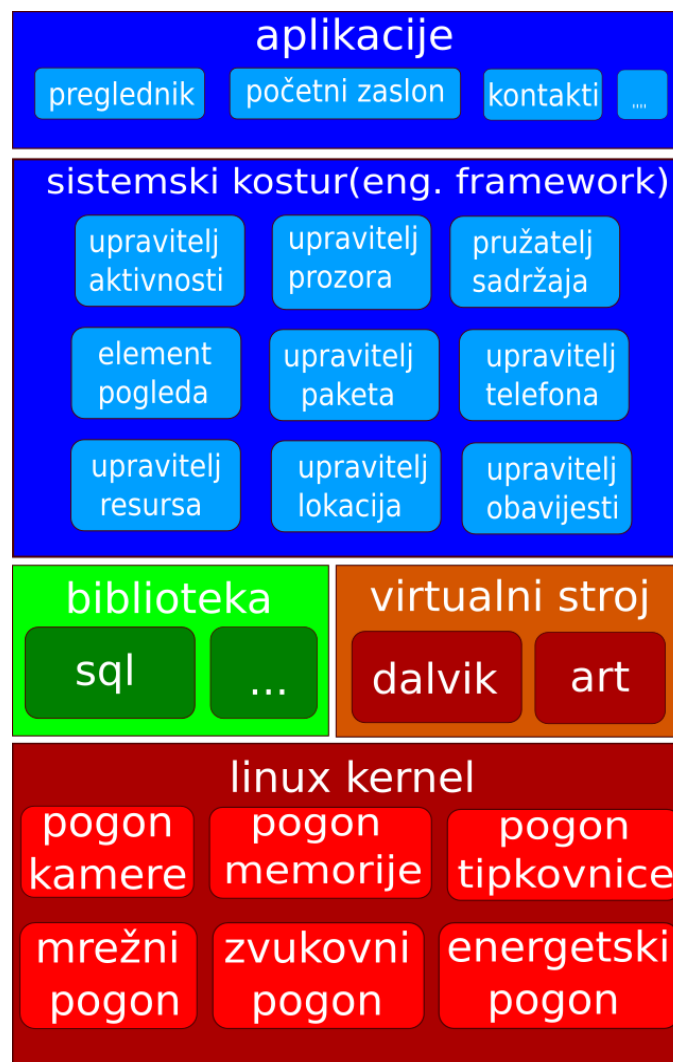 aplikacije
preglednik
početni zaslon
kontakti
....
sistemski kostur(eng. framework)
upravitelj
aktivnosti
upravitelj
prozora
pružatelj
sadržaja
element
pogleda
upravitelj
paketa
upravitelj
telefona
upravitelj
resursa
upravitelj
lokacija
upravitelj
obavijesti
biblioteka
sql
...
virtualni stroj
dalvik
art
linux kernel
pogon
kamere
pogon
memorije
pogon
tipkovnice
mrežni
pogon
zvukovni
pogon
energetski
pogon